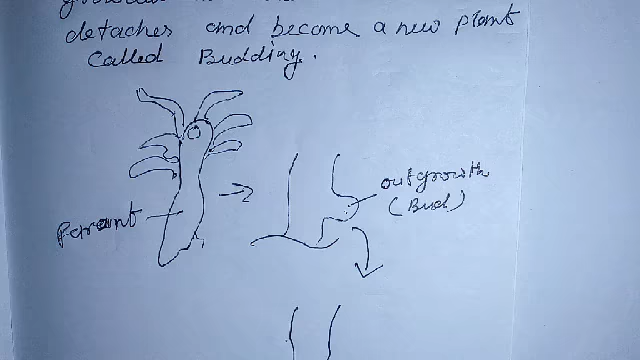 detaches and become a new plant
Called Budding.
Parent
outgrowth
(Bud)